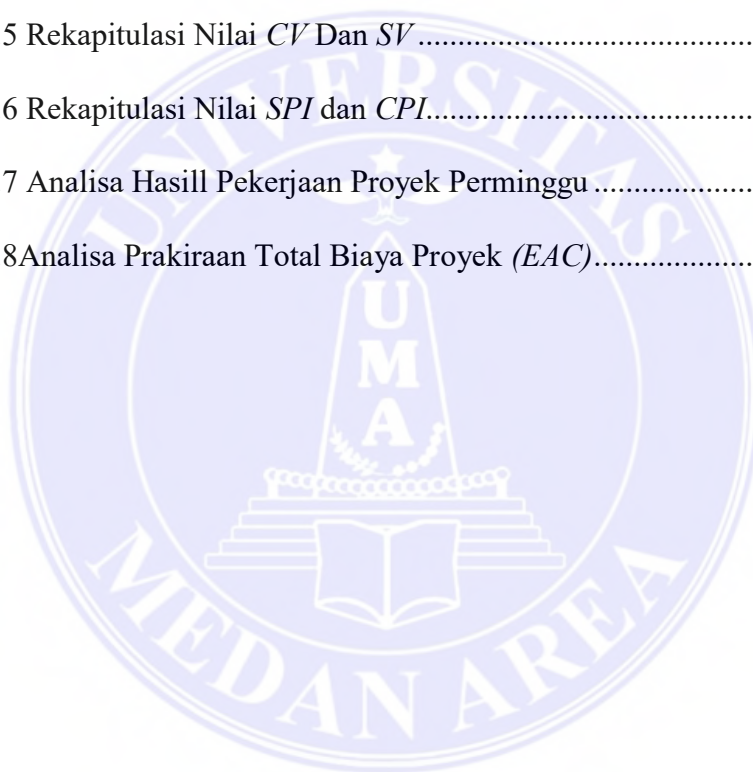 5 Rekapitulasi Nilai CV Dan SV ..........................................
6 Rekapitulasi Nilai SPI dan CPI..........................................
7 Analisa Hasill Pekerjaan Proyek Perminggu ....................
8Analisa Prakiraan Total Biaya Proyek (EAC)....................
UNIVERSITAS
UMA
MEDAN AREA